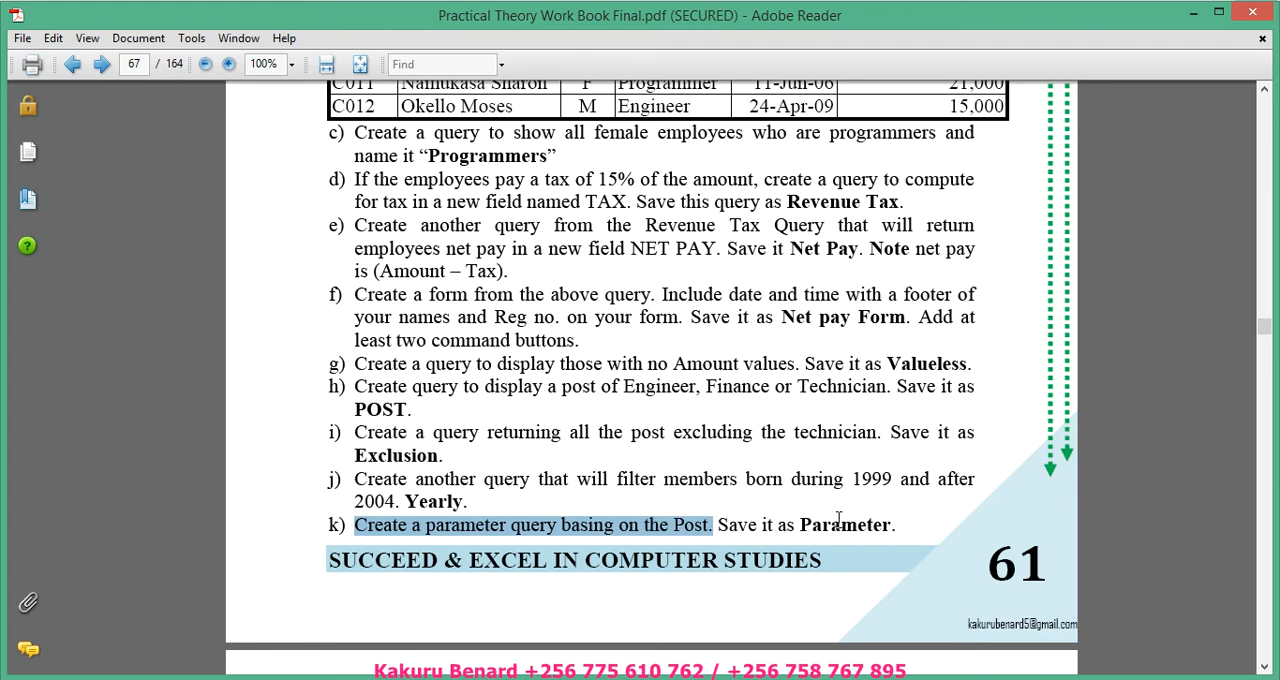 Practical Theory Work Book Final.pdf (SECURED) - Adobe Reader
File Edit View Document Tools Window Help
67 / 164 100% Find
C011 Namukasa Sharon F Programmer 11-Jun-06 21,000
C012 Okello Moses M Engineer 24-Apr-09 15,000
c) Create a query to show all female employees who are programmers and
name it “Programmers”
d) If the employees pay a tax of 15% of the amount, create a query to compute
for tax in a new field named TAX. Save this query as Revenue Tax.
e) Create another query from the Revenue Tax Query that will return
employees net pay in a new field NET PAY. Save it Net Pay. Note net pay
is (Amount – Tax).
f) Create a form from the above query. Include date and time with a footer of
your names and Reg no. on your form. Save it as Net pay Form. Add at
least two command buttons.
g) Create a query to display those with no Amount values. Save it as Valueless.
h) Create query to display a post of Engineer, Finance or Technician. Save it as
POST.
i) Create a query returning all the post excluding the technician. Save it as
Exclusion.
j) Create another query that will filter members born during 1999 and after
2004. Yearly.
k) Create a parameter query basing on the Post. Save it as Parameter.
SUCCEED & EXCEL IN COMPUTER STUDIES
61
kakurubenard5@gmail.com
Kakuru Benard +256 775 610 762 / +256 758 767 895